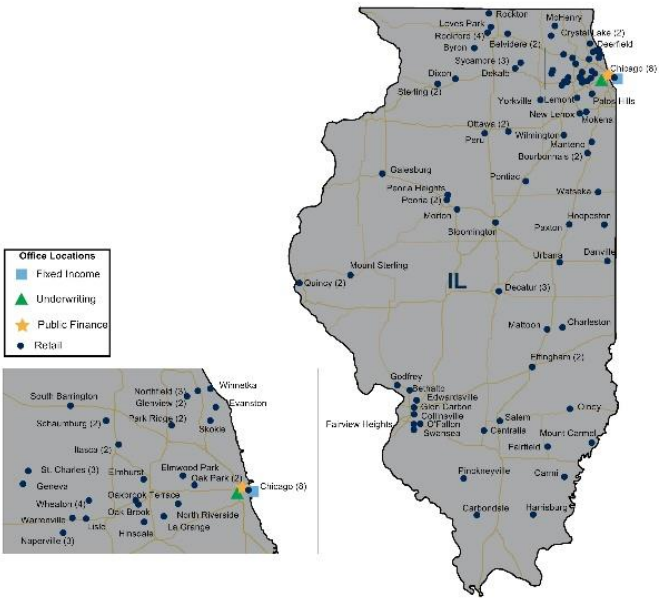 Rockton
McHenry
Loves Park
Rockford (4)
Crystal Lake (2)
Belvidere (2)
Deerfield
Byron
Sycamore (3)
Chicago (8)
Dixon
Dekalb
Sterling (2)
Yorkville
Lemont
Palos Hills
New Lenox
Mokena
Ottawa (2)
Peru
Wilmington
Manteno
Bourbonnais (2)
Galesburg
Pontiac
Peoria Heights
Watseka
Peoria (2)
Morton
Hoopeston
Bloomington
Paxton
Urbana
Danville
Mount Sterling
Quincy (2)
IL
Decatur (3)
Mattoon
Charleston
Effingham (2)
Godfrey
Bethalto
Edwardsville
Glen Carbon
Collinsville
Fairview Heights
O'Fallon
Swansea
Salem
Centralia
Olney
Mount Carmel
Fairfield
Pinckneyville
Carmi
Carbondale
Harrisburg
Office Locations
Fixed Income
Underwriting
Public Finance
Retail
Northfield (3)
Winnetka
South Barrington
Glenview (2)
Evanston
Park Ridge (2)
Schaumburg (2)
Skokie
Itasca (2)
St. Charles (3)
Elmhurst
Elmwood Park
Oak Park (2)
Chicago (8)
Geneva
Oakbrook Terrace
Wheaton (4)
Oak Brook
North Riverside
Warrenville
Lisle
La Grange
Hinsdale
Naperville (3)